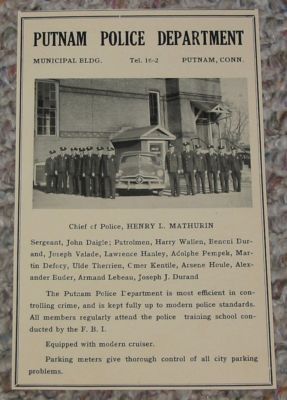 PUTNAM POLICE DEPARTMENT
MUNICIPAL BLDG. Tel. 16-2 PUTNAM, CONN.
Chief of Police, HENRY L. MATHURIN
Sergeant, John Daigle; Patrolmen, Harry Wallen, Benoni Dur-
and, Joseph Valade, Lawrence Hanley, Adolphe Pempek, Mar-
tin Defocy, Ulde Therrien, Omer Kentile, Arsene Houle, Alex-
ander Euder, Armand Lebeau, Joseph J. Durand
The Putnam Police Department is most efficient in con-
trolling crime, and is kept fully up to modern police standards.
All members regularly attend the police training school con-
ducted by the F. B. I.
Equipped with modern cruiser.
Parking meters give thorough control of all city parking
problems.